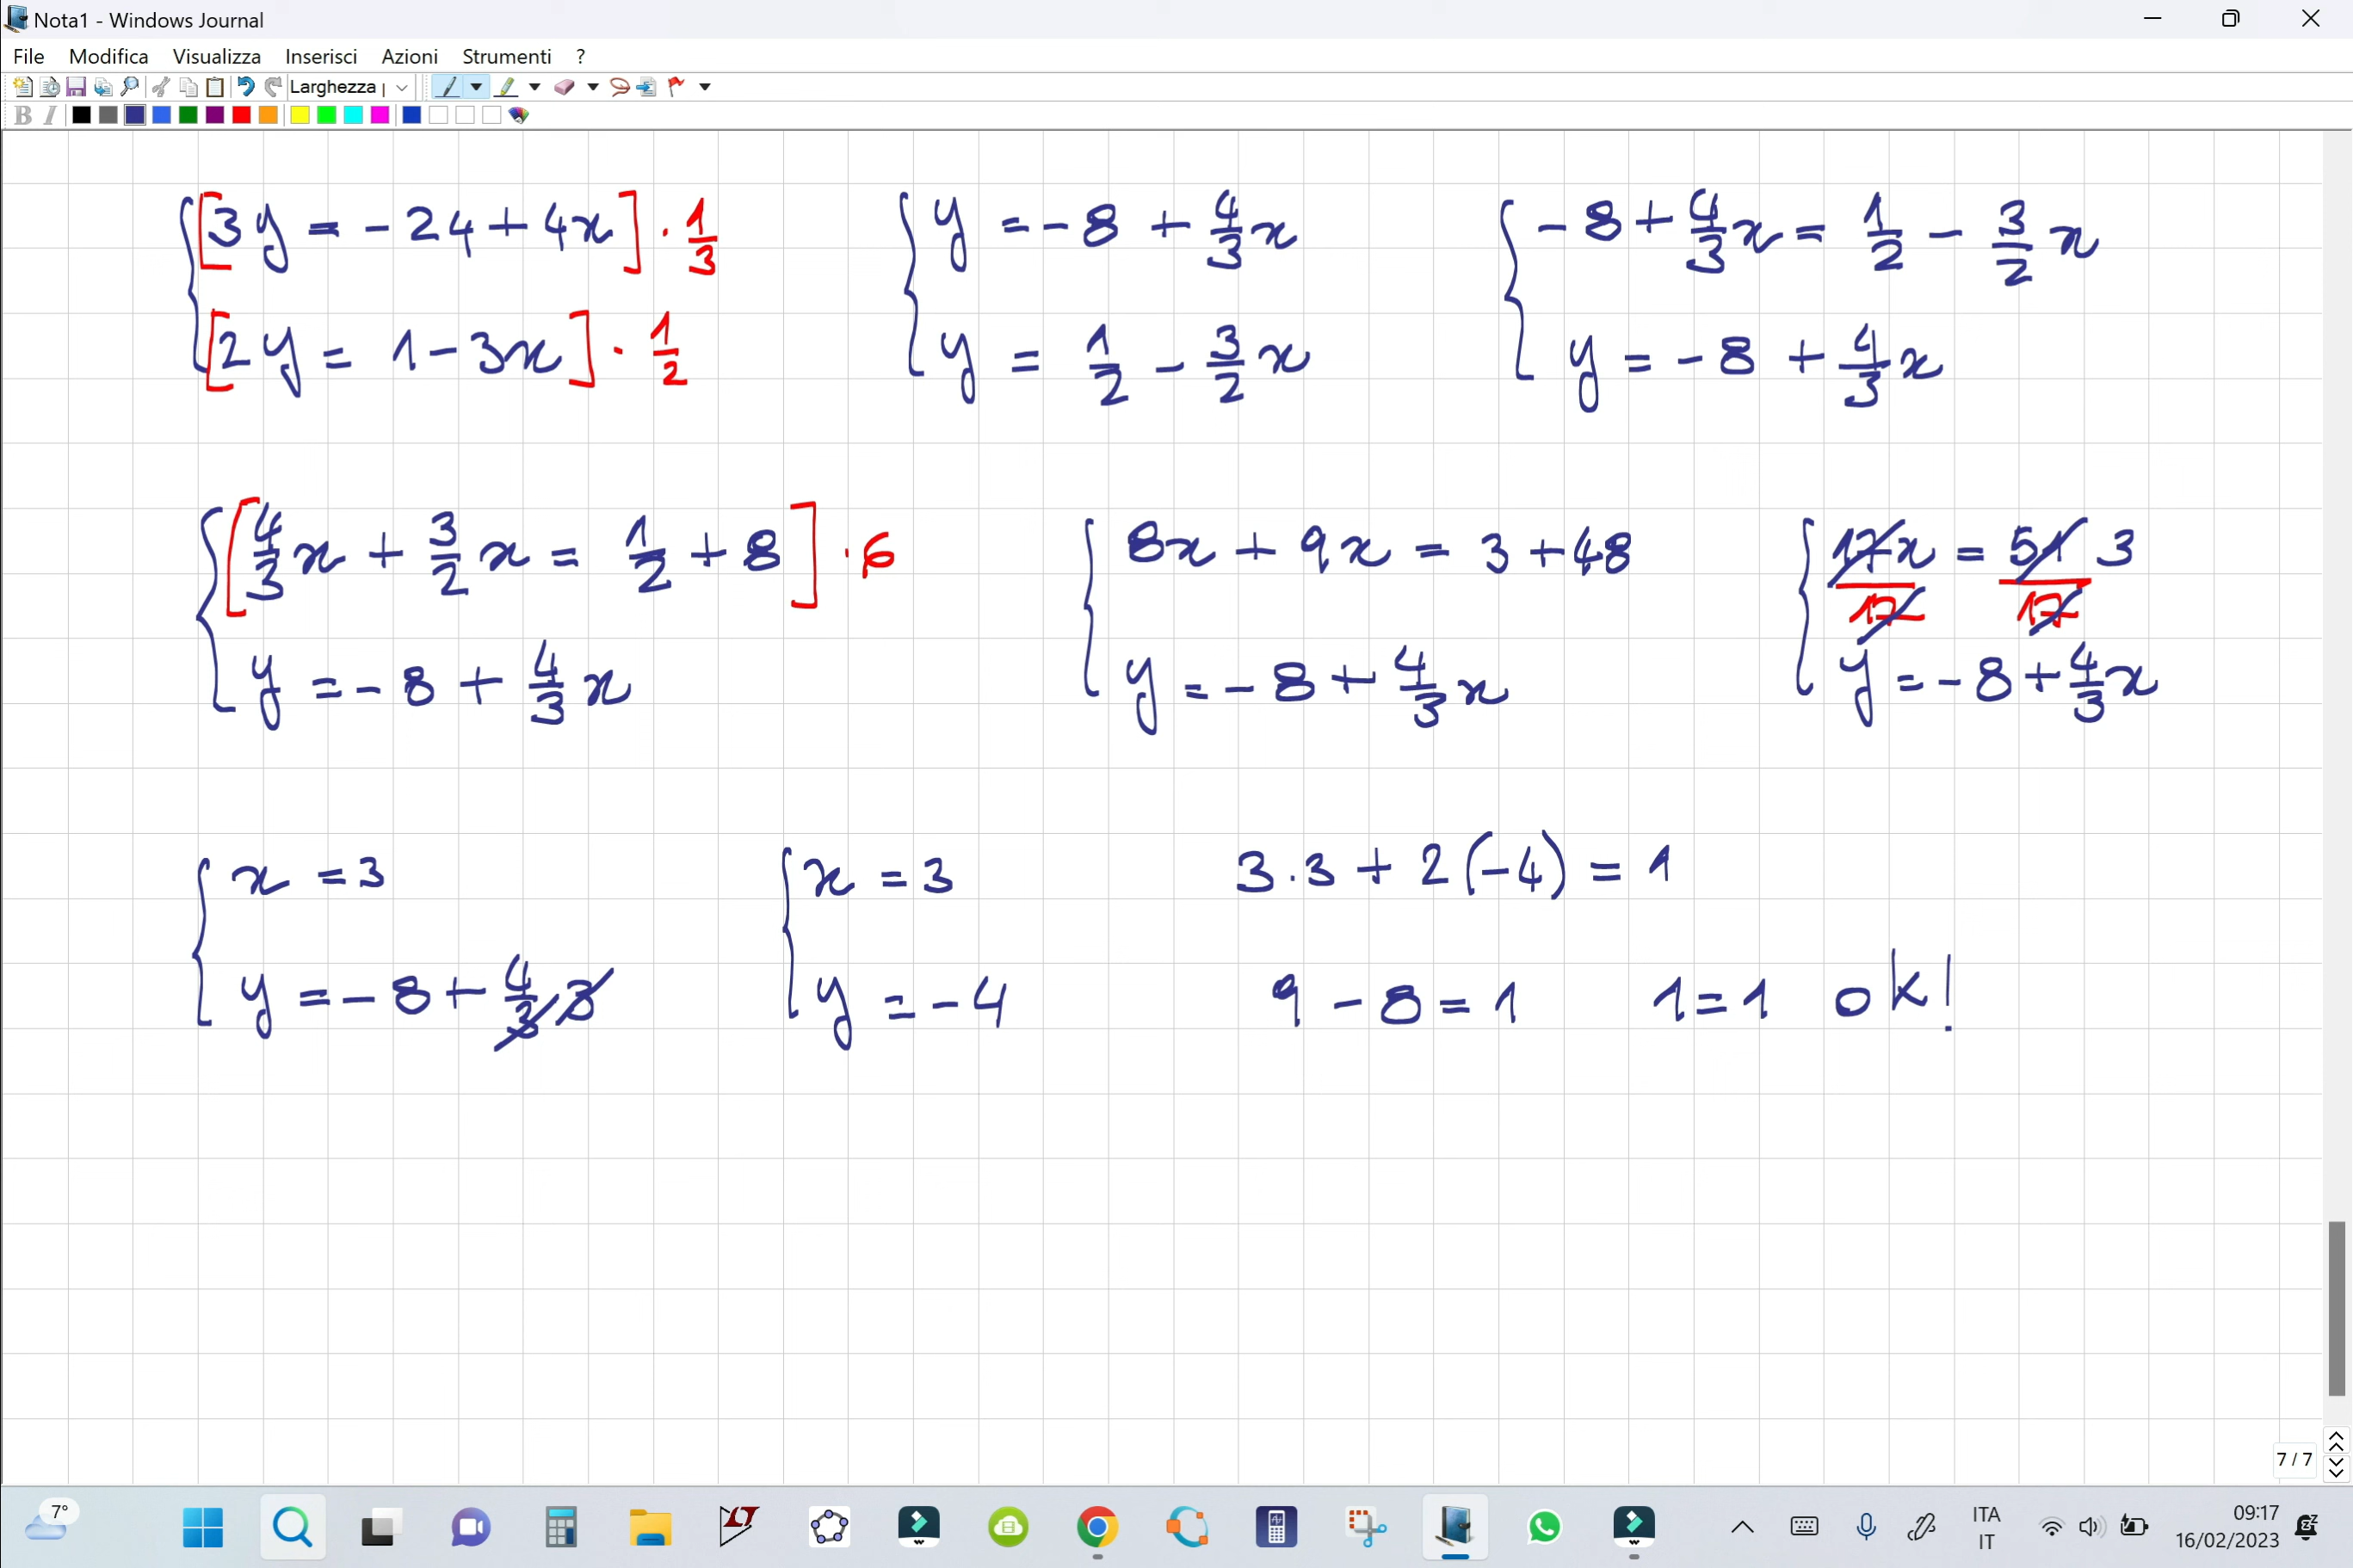 Nota1 - Windows Journal
File Modifica Visualizza Inserisci Azioni Strumenti ?
Larghezza
B I
[3y = -24 + 4x] · 1/3
[2y = 1 - 3x] · 1/2
y = -8 + 4/3 x
y = 1/2 - 3/2 x
-8 + 4/3 x = 1/2 - 3/2 x
y = -8 + 4/3 x
[4/3 x + 3/2 x = 1/2 + 8] · 6
y = -8 + 4/3 x
8x + 9x = 3 + 48
y = -8 + 4/3 x
17x/17 = 51/17 3
y = -8 + 4/3 x
x = 3
y = -8 + 4/3 · 3
x = 3
y = -4
3·3 + 2(-4) = 1
9 - 8 = 1 1 = 1 ok!
7 / 7
7°
ITA
IT
09:17
16/02/2023